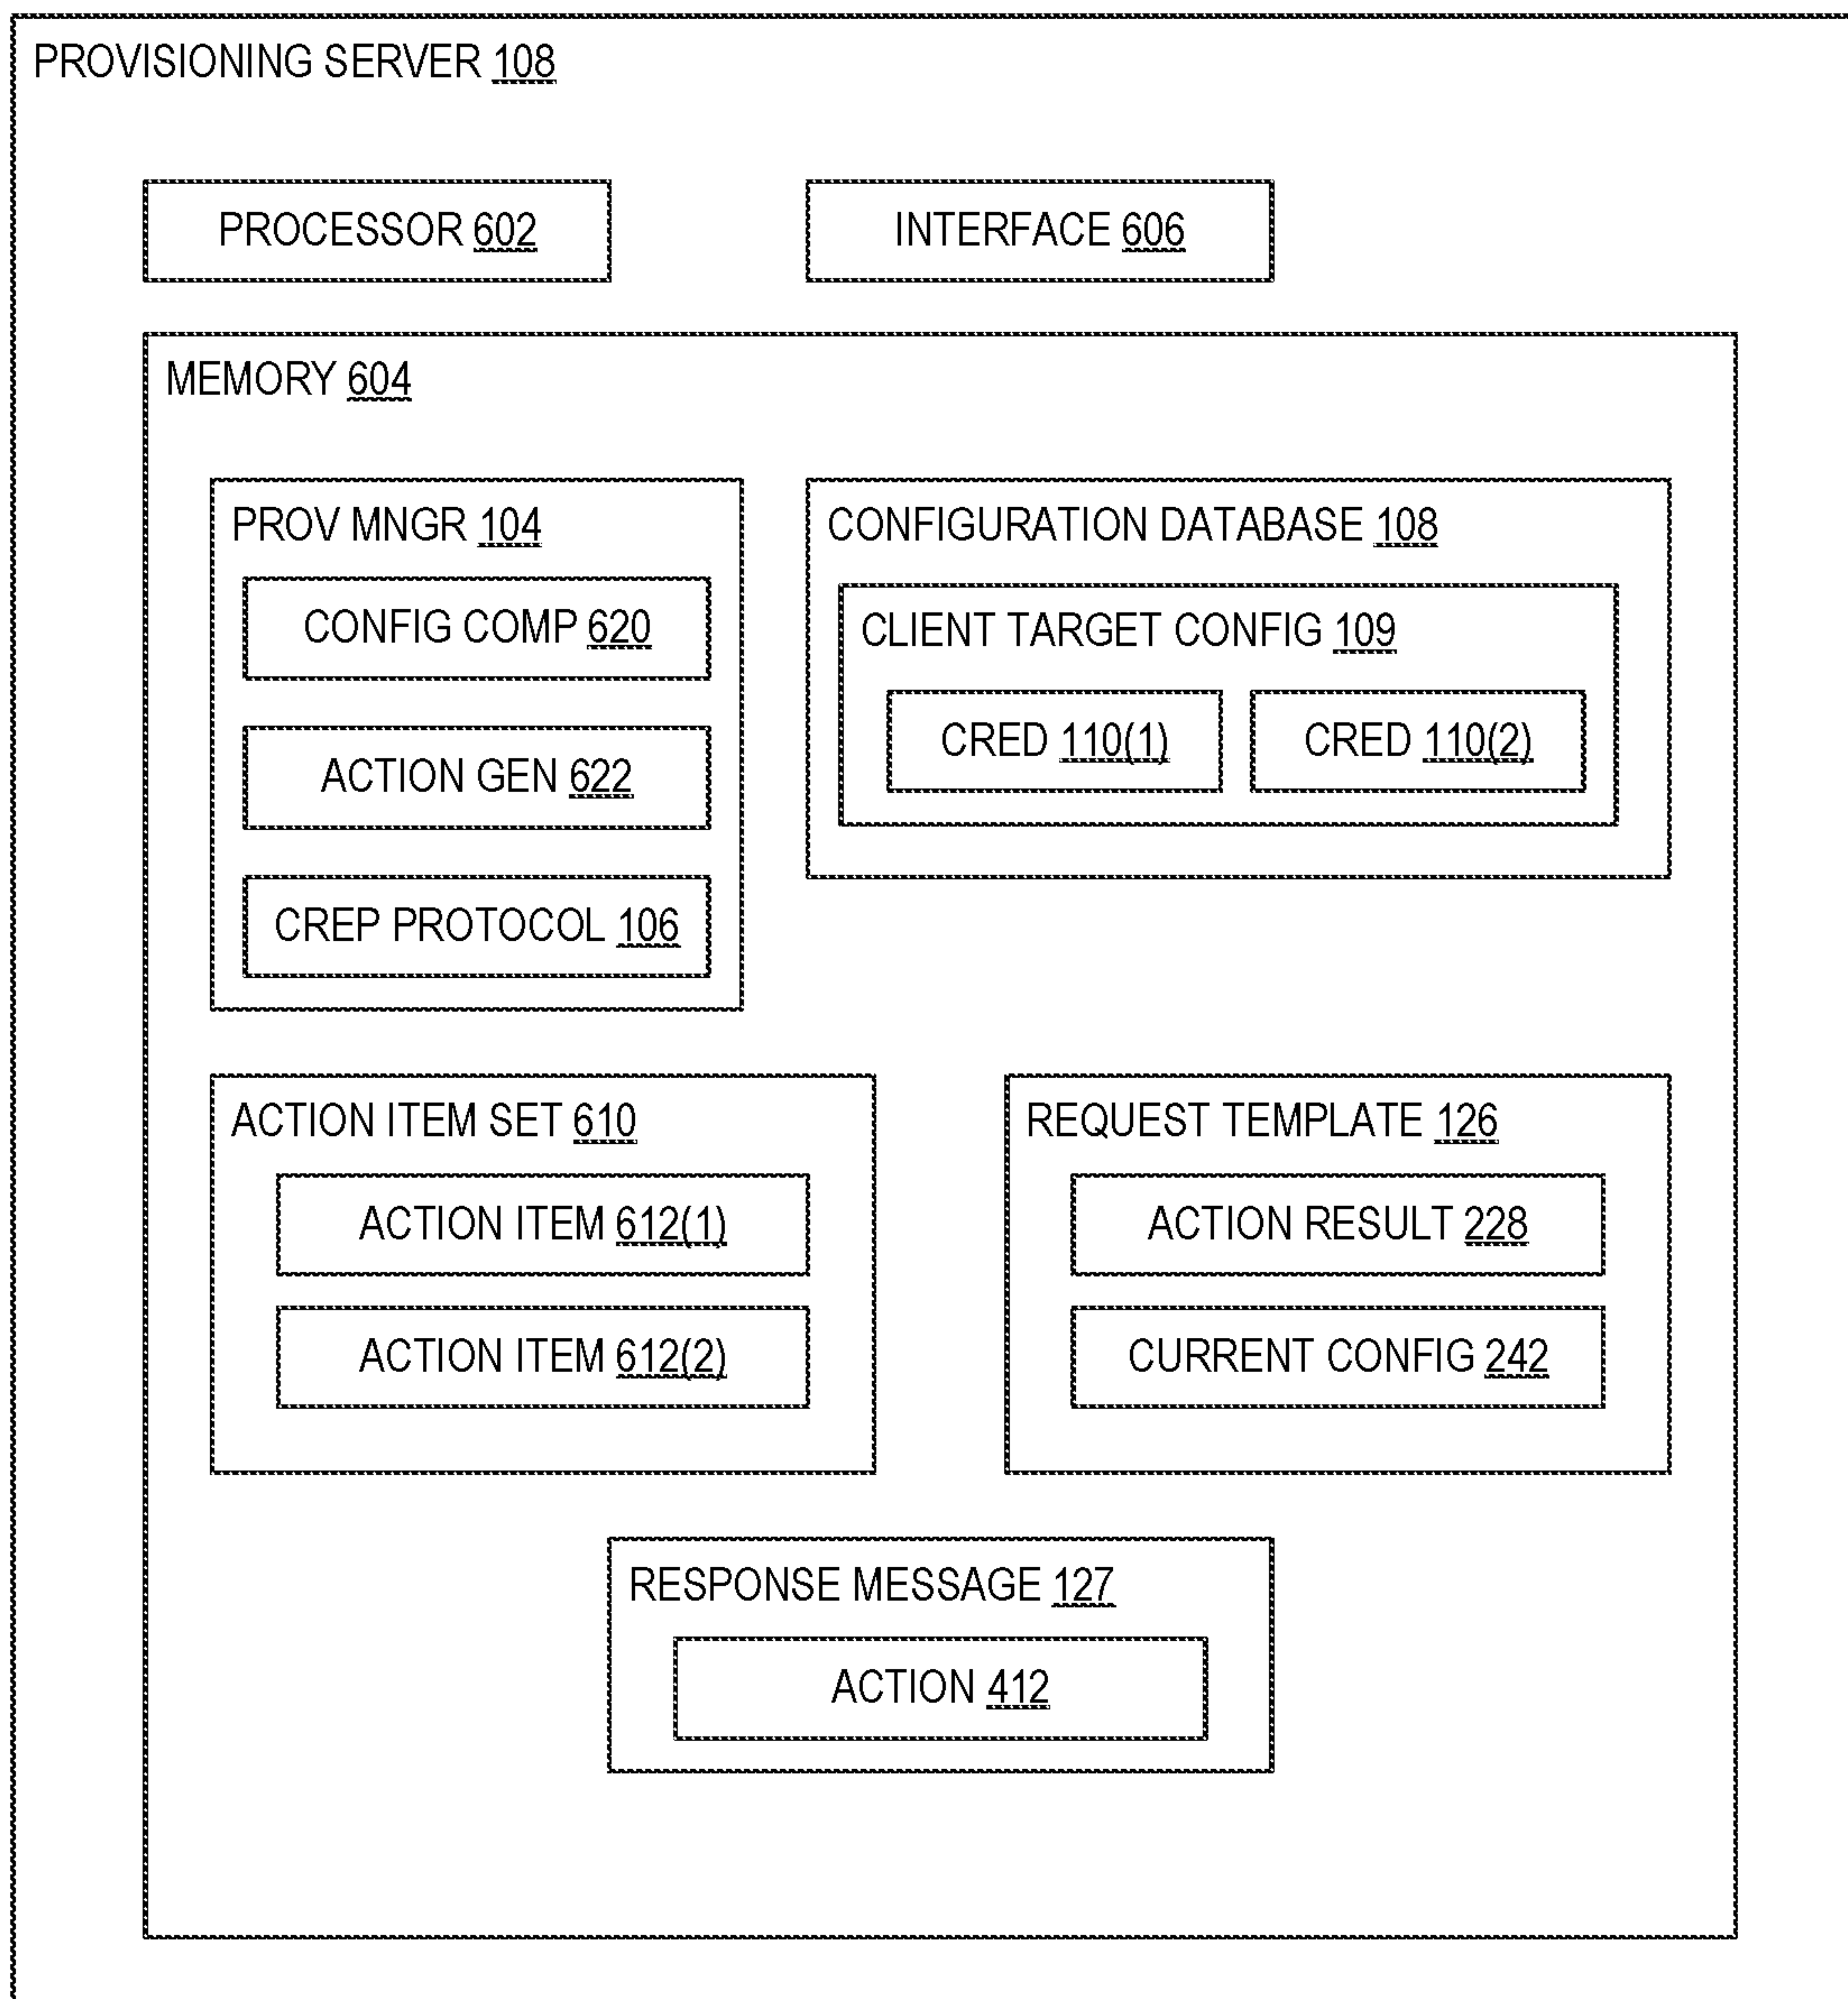 PROVISIONING SERVER 108
PROCESSOR 602
INTERFACE 606
MEMORY 604
PROV MNGR 104
CONFIG COMP 620
ACTION GEN 622
CREP PROTOCOL 106
CONFIGURATION DATABASE 108
CLIENT TARGET CONFIG 109
CRED 110(1)
CRED 110(2)
ACTION ITEM SET 610
ACTION ITEM 612(1)
ACTION ITEM 612(2)
REQUEST TEMPLATE 126
ACTION RESULT 228
CURRENT CONFIG 242
RESPONSE MESSAGE 127
ACTION 412